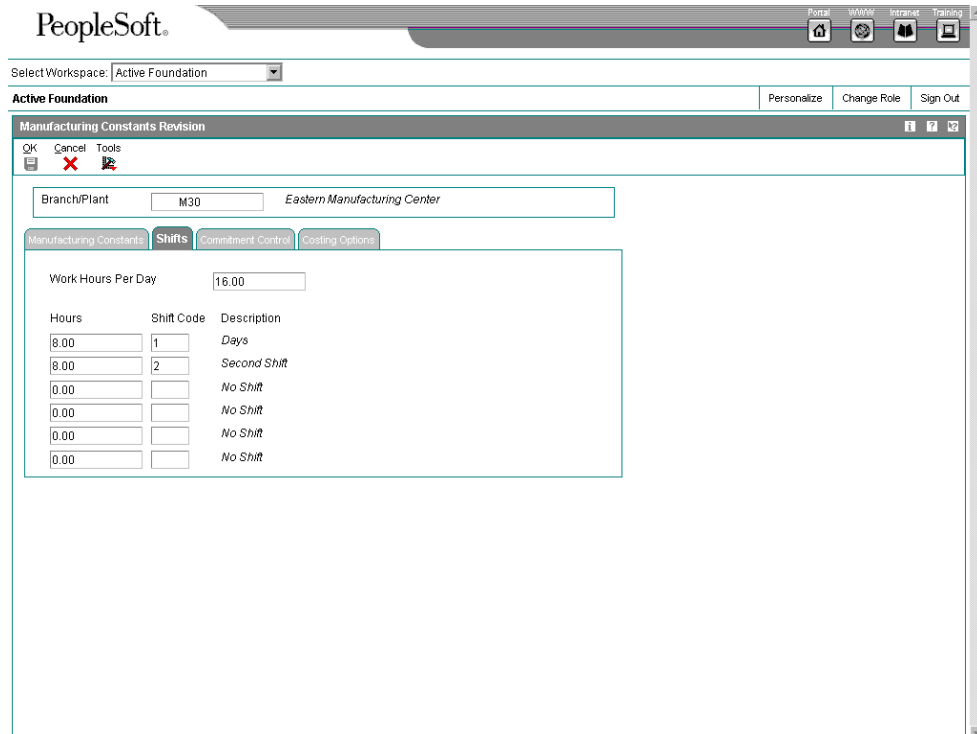 PeopleSoft.
Portal WWW Intranet Training
Select Workspace: Active Foundation
Active Foundation Personalize Change Role Sign Out
Manufacturing Constants Revision
OK Cancel Tools
Branch/Plant M30 Eastern Manufacturing Center
Manufacturing Constants Shifts Commitment Control Costing Options
Work Hours Per Day 16.00
Hours Shift Code Description
8.00 1 Days
8.00 2 Second Shift
0.00 No Shift
0.00 No Shift
0.00 No Shift
0.00 No Shift